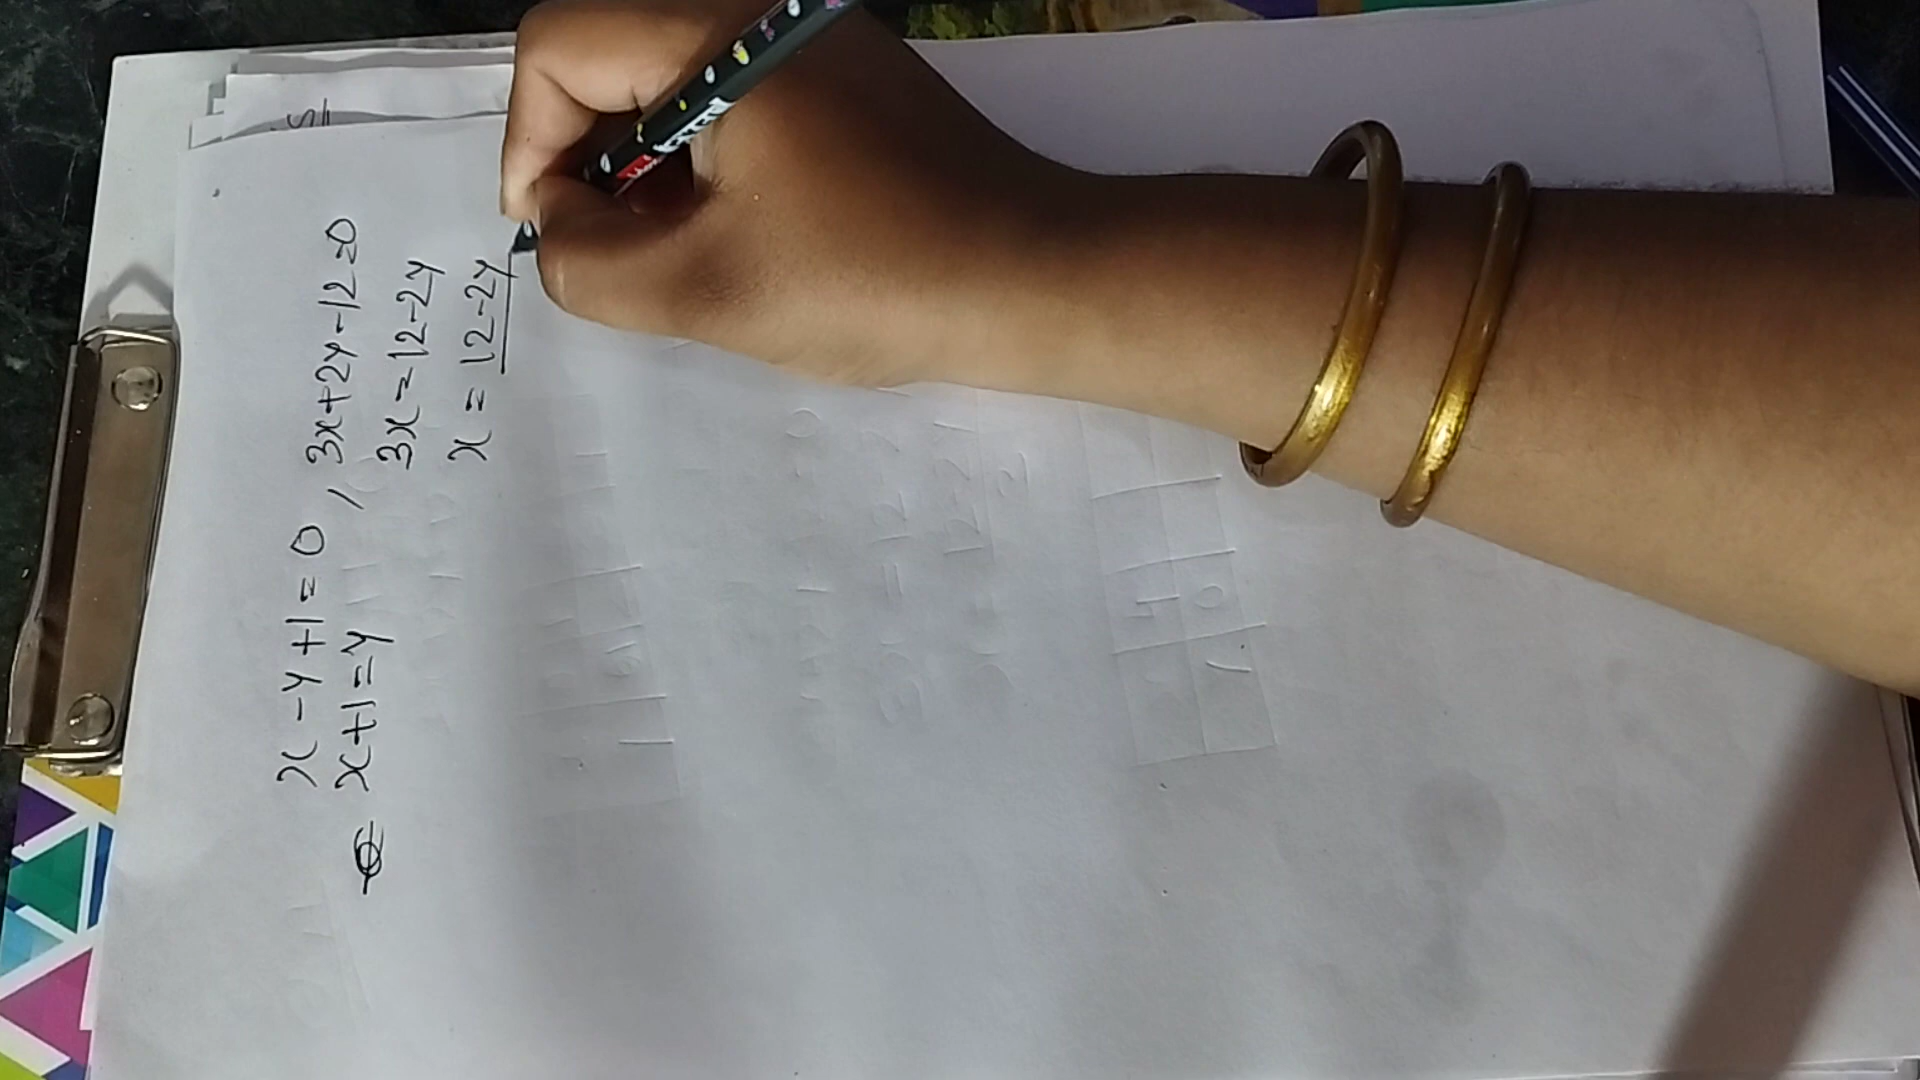 x - y + 1 = 0 , 3x + 2y - 12 = 0
x + 1 = y
3x = 12 - 2y
x = 12 - 2y